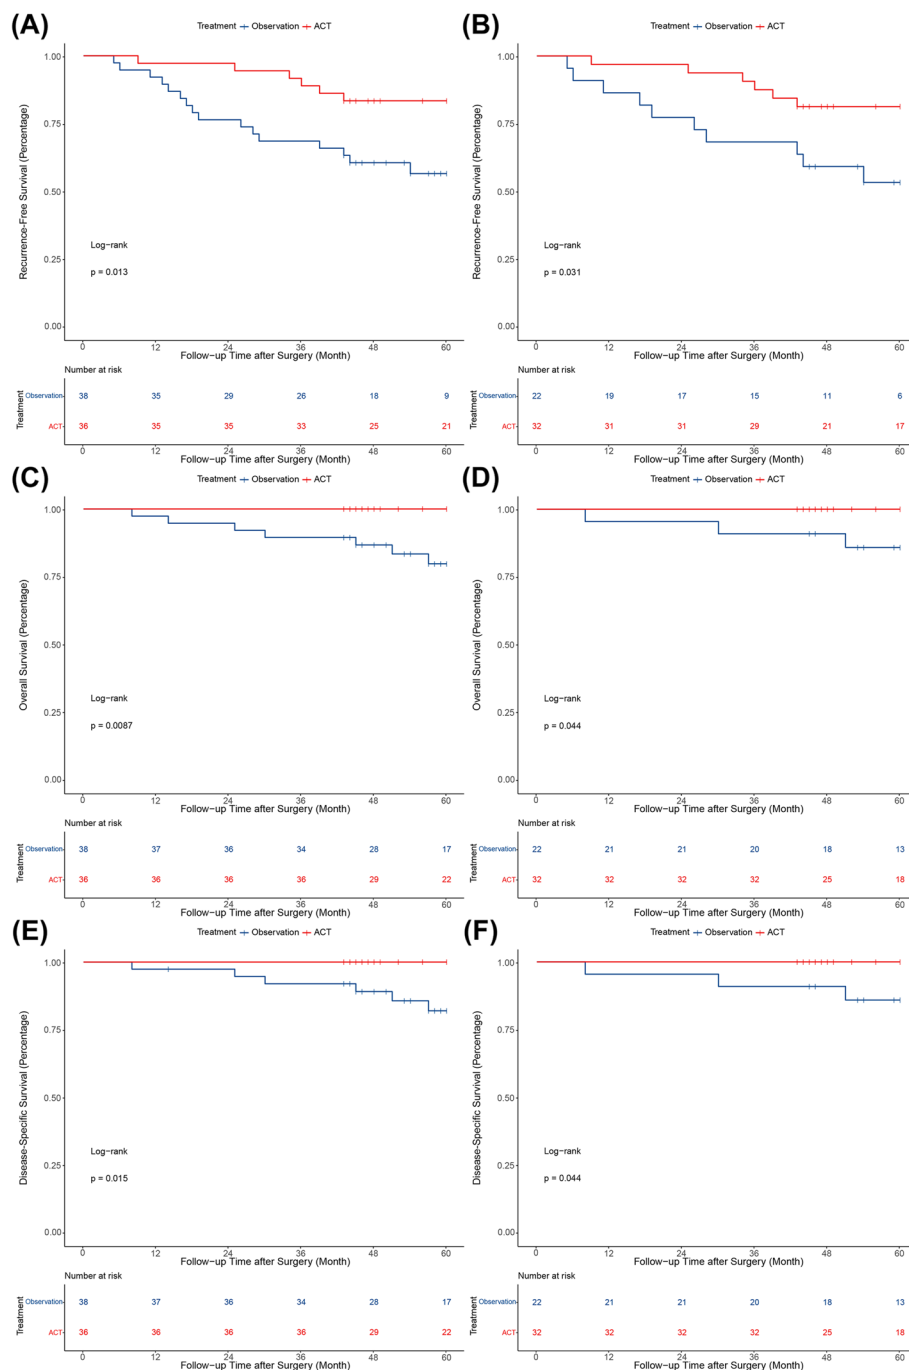 (A)
Treatment Observation ACT
Recurrence-Free Survival (Percentage)
1.00
0.75
0.50
0.25
0.00
Log-rank
p = 0.013
0 12 24 36 48 60
Follow-up Time after Surgery (Month)
Number at risk
Treatment
Observation 38 35 29 26 18 9
ACT 36 35 35 33 25 21
0 12 24 36 48 60
Follow-up Time after Surgery (Month)
(B)
Treatment Observation ACT
Recurrence-Free Survival (Percentage)
1.00
0.75
0.50
0.25
0.00
Log-rank
p = 0.031
0 12 24 36 48 60
Follow-up Time after Surgery (Month)
Number at risk
Treatment
Observation 22 19 17 15 11 6
ACT 32 31 31 29 21 17
0 12 24 36 48 60
Follow-up Time after Surgery (Month)
(C)
Treatment Observation ACT
Overall Survival (Percentage)
1.00
0.75
0.50
0.25
0.00
Log-rank
p = 0.0087
0 12 24 36 48 60
Follow-up Time after Surgery (Month)
Number at risk
Treatment
Observation 38 37 36 34 28 17
ACT 36 36 36 36 29 22
0 12 24 36 48 60
Follow-up Time after Surgery (Month)
(D)
Treatment Observation ACT
Overall Survival (Percentage)
1.00
0.75
0.50
0.25
0.00
Log-rank
p = 0.044
0 12 24 36 48 60
Follow-up Time after Surgery (Month)
Number at risk
Treatment
Observation 22 21 21 20 18 13
ACT 32 32 32 32 25 18
0 12 24 36 48 60
Follow-up Time after Surgery (Month)
(E)
Treatment Observation ACT
Disease-Specific Survival (Percentage)
1.00
0.75
0.50
0.25
0.00
Log-rank
p = 0.015
0 12 24 36 48 60
Follow-up Time after Surgery (Month)
Number at risk
Treatment
Observation 38 37 36 34 28 17
ACT 36 36 36 36 29 22
0 12 24 36 48 60
Follow-up Time after Surgery (Month)
(F)
Treatment Observation ACT
Disease-Specific Survival (Percentage)
1.00
0.75
0.50
0.25
0.00
Log-rank
p = 0.044
0 12 24 36 48 60
Follow-up Time after Surgery (Month)
Number at risk
Treatment
Observation 22 21 21 20 18 13
ACT 32 32 32 32 25 18
0 12 24 36 48 60
Follow-up Time after Surgery (Month)